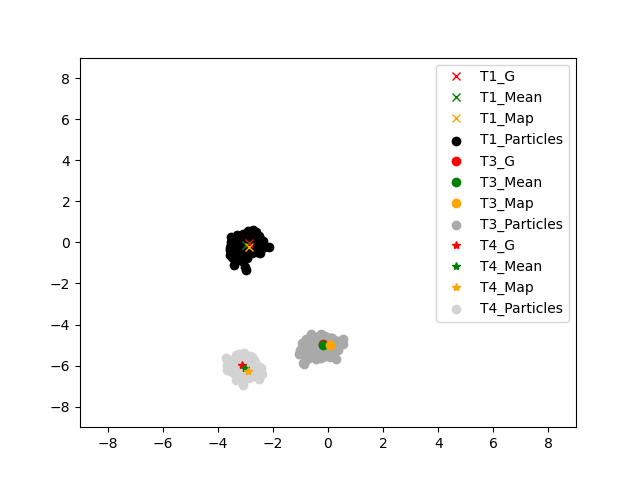 8
6
4
2
0
−2
−4
−6
−8
−8 −6 −4 −2 0 2 4 6 8
T1_G
T1_Mean
T1_Map
T1_Particles
T3_G
T3_Mean
T3_Map
T3_Particles
T4_G
T4_Mean
T4_Map
T4_Particles